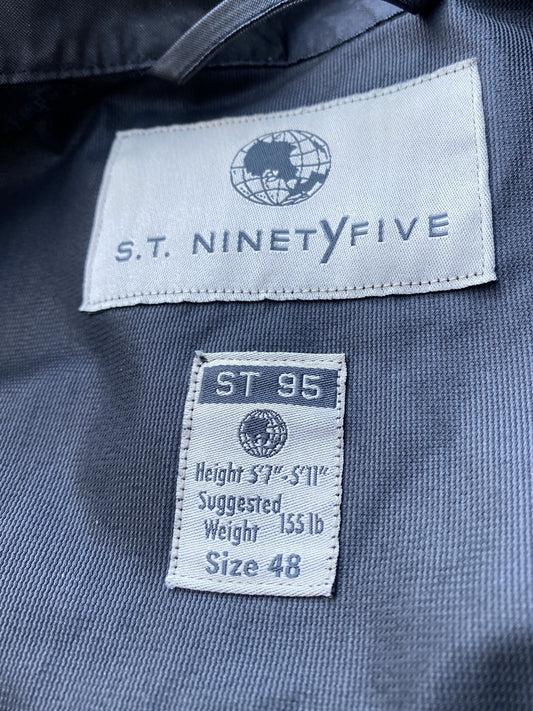 S.T. NINETYFIVE
ST 95
Height 5'7"-5'11"
Suggested
Weight 155 lb
Size 48